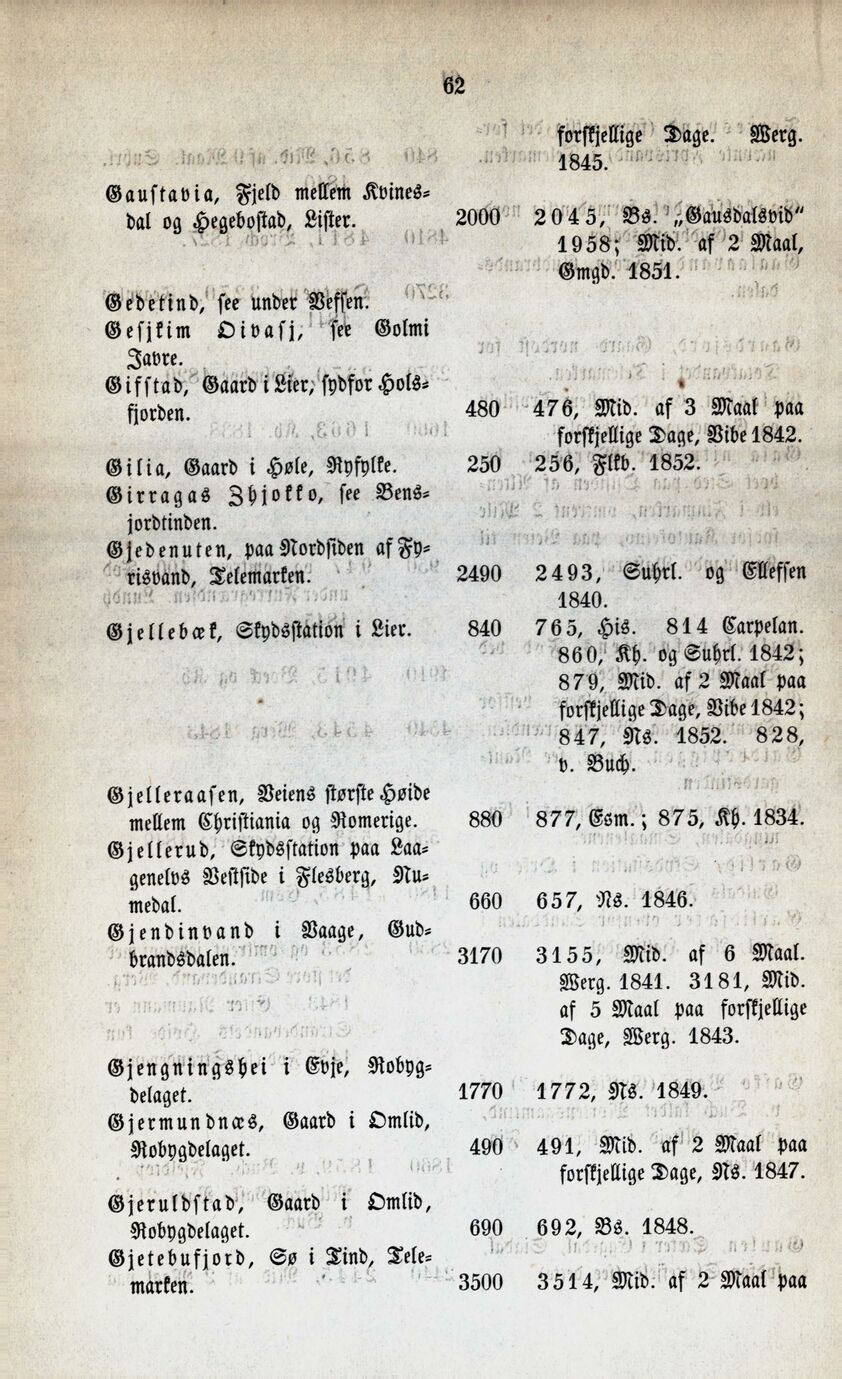 62
forskjellige Dage. Werg.
1845.
Gaustavia, Fjeld mellem Kvines-
dal og Hegebostad, Lister. 2000 2045, Bs. „Gausdalsvid“
1958; Mid. af 2 Maal,
Gmgd. 1851.
Gedetind, see under Vefsen.
Gesjkim Oivasj, see Golmi
Javre.
Gifstad, Gaard i Lier, sydfor Hols-
fjorden. 480 476, Mid. af 3 Maal paa
forskjellige Dage, Vibe 1842.
Gilia, Gaard i Høle, Ryfylke. 250 256, Flkb. 1852.
Girragas Zhjokko, see Bens-
jordtinden.
Gjedenuten, paa Nordsiden af Fy-
risvand, Telemarken. 2490 2493, Suhrl. og Ellefsen
1840.
Gjellebæk, Skydsstation i Lier. 840 765, His. 814 Carpelan.
860, Kh. og Suhrl. 1842;
879, Mid. af 2 Maal paa
forskjellige Dage, Vibe 1842;
847, Ns. 1852. 828,
v. Buch.
Gjelleraasen, Veiens største Høide
mellem Christiania og Romerige. 880 877, Esm.; 875, Kh. 1834.
Gjellerud, Skydsstation paa Laa-
genelvs Vestside i Flesberg, Nu-
medal. 660 657, Ns. 1846.
Gjendinvand i Vaage, Gud-
brandsdalen. 3170 3155, Mid. af 6 Maal.
Werg. 1841. 3181, Mid.
af 5 Maal paa forskjellige
Dage, Werg. 1843.
Gjengningshei i Evje, Robyg-
delaget. 1770 1772, Ns. 1849.
Gjermundnæs, Gaard i Omlid,
Robygdelaget. 490 491, Mid. af 2 Maal paa
forskjellige Dage, Ns. 1847.
Gjeruldstad, Gaard i Omlid,
Robygdelaget. 690 692, Bs. 1848.
Gjetebufjord, Sø i Tind, Tele-
marken. 3500 3514, Mid. af 2 Maal paa